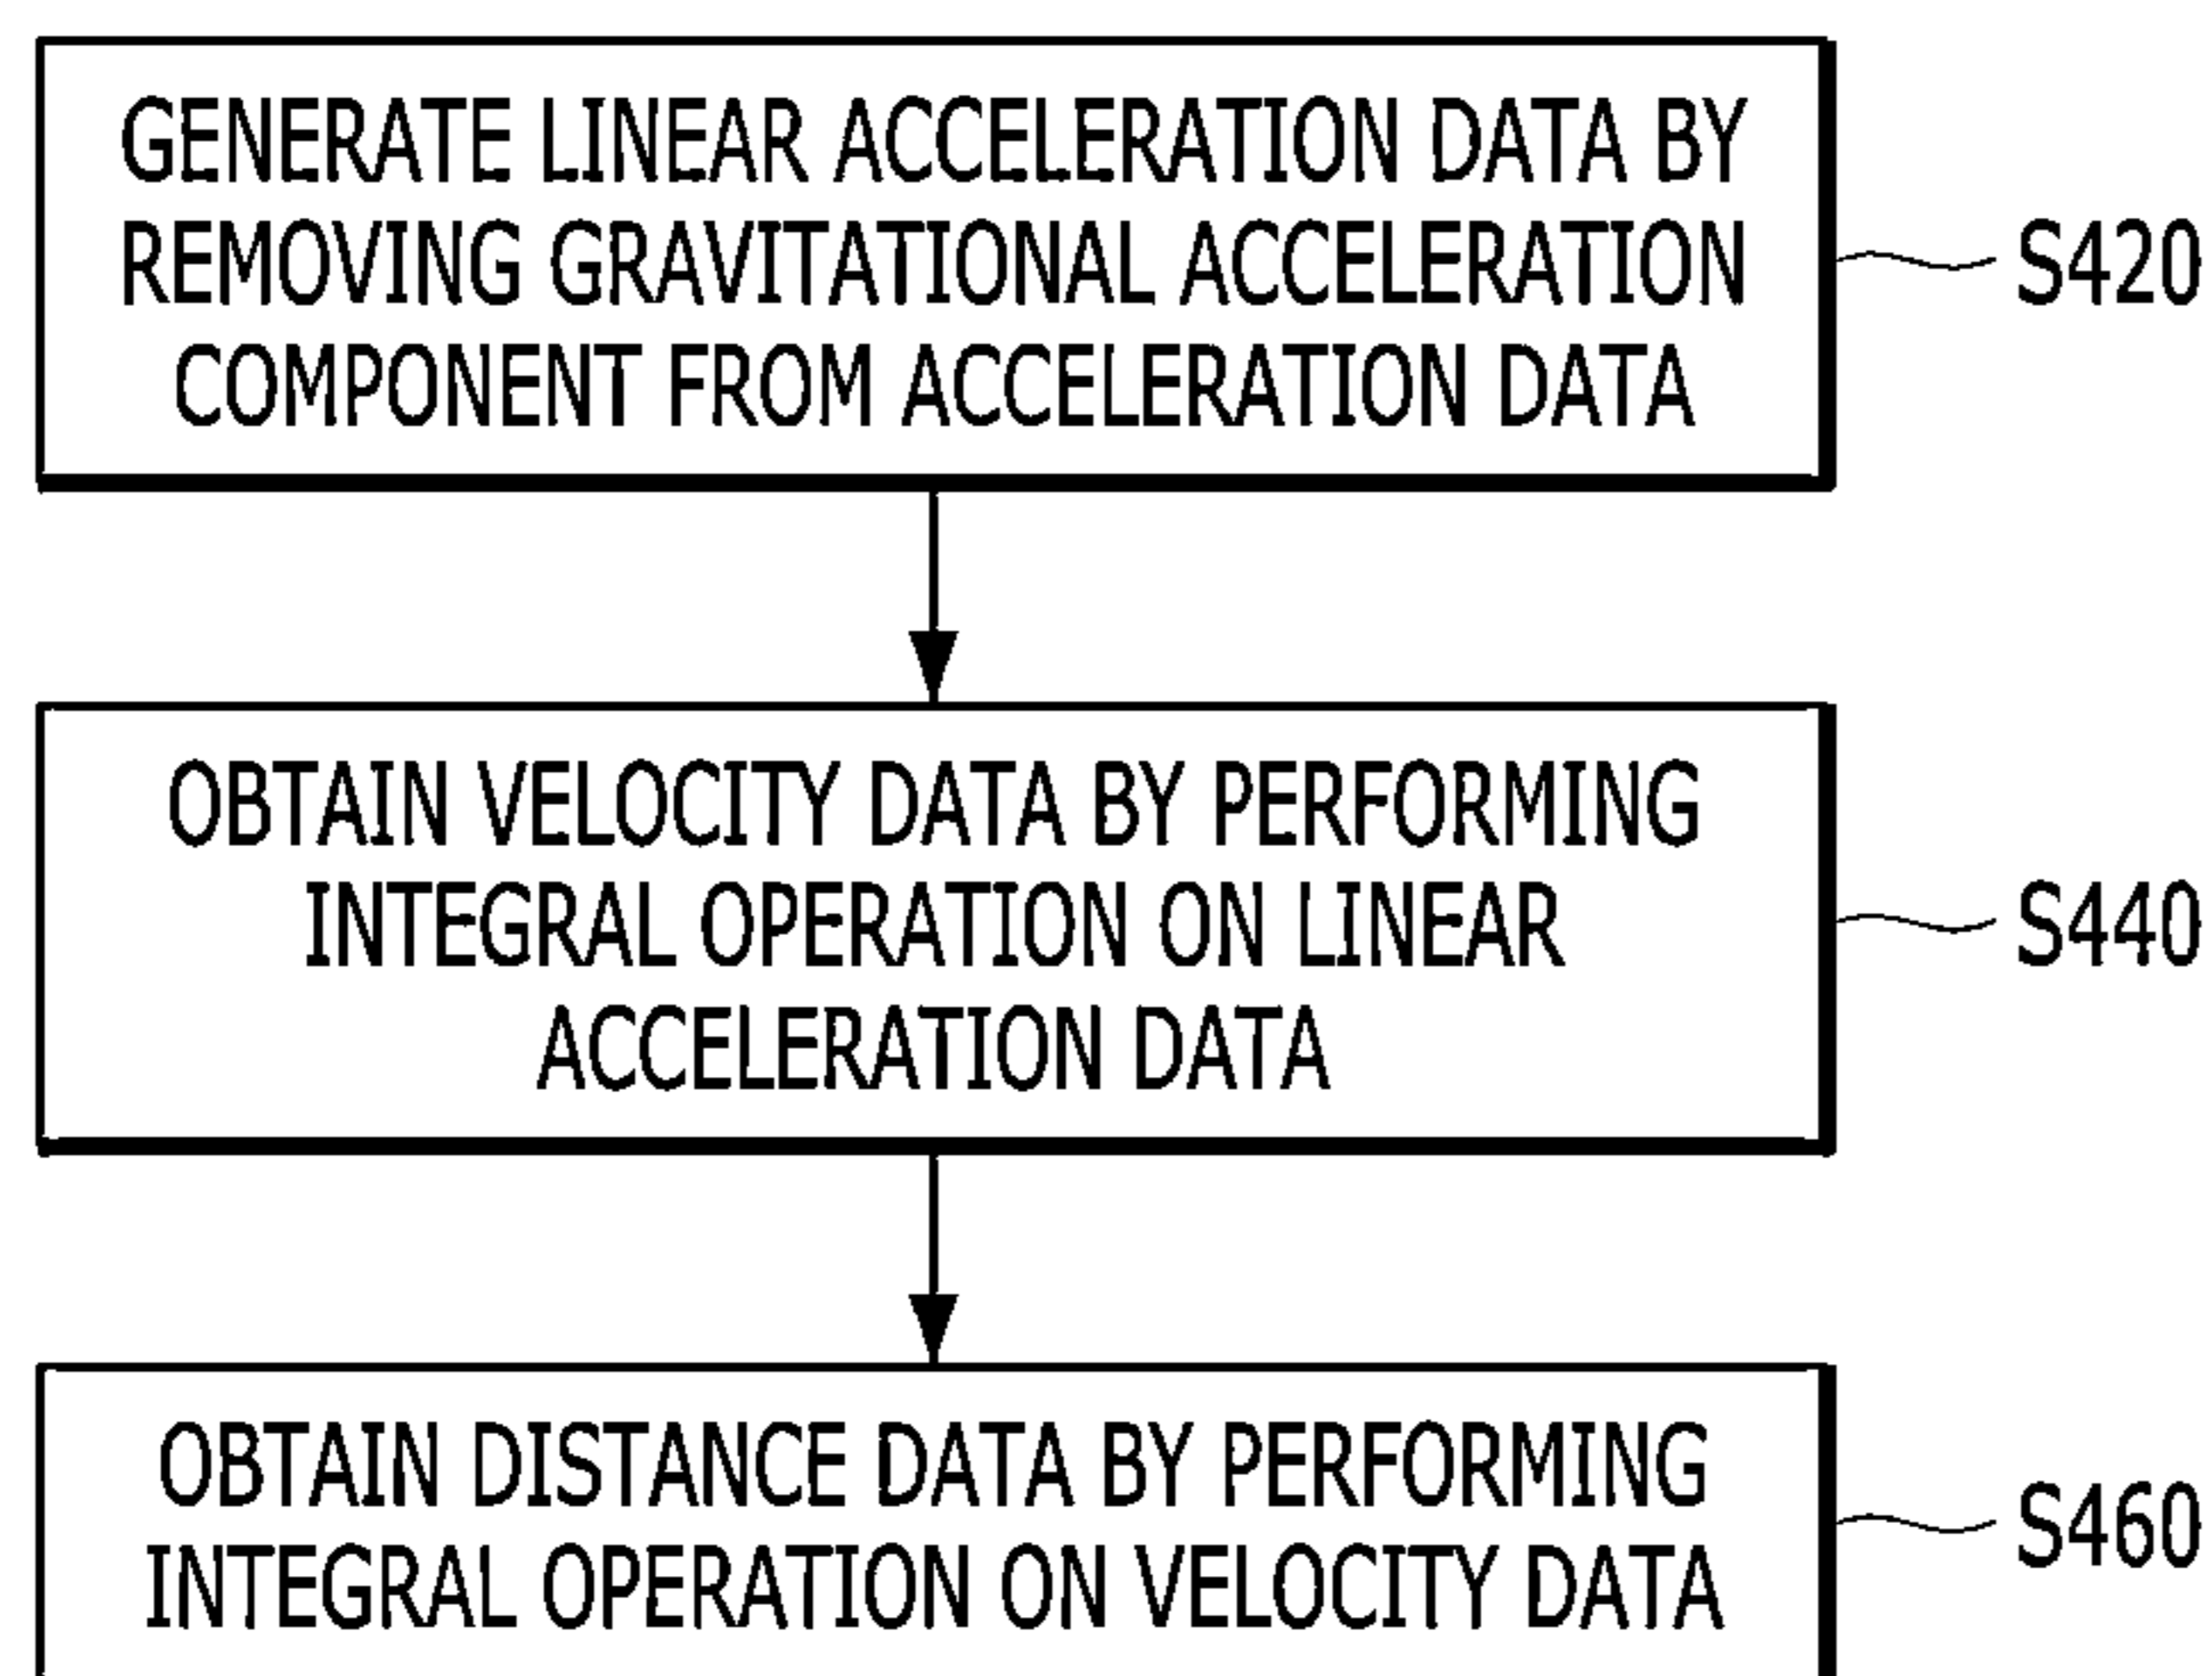 GENERATE LINEAR ACCELERATION DATA BY
REMOVING GRAVITATIONAL ACCELERATION
COMPONENT FROM ACCELERATION DATA
S420
OBTAIN VELOCITY DATA BY PERFORMING
INTEGRAL OPERATION ON LINEAR
ACCELERATION DATA
S440
OBTAIN DISTANCE DATA BY PERFORMING
INTEGRAL OPERATION ON VELOCITY DATA
S460